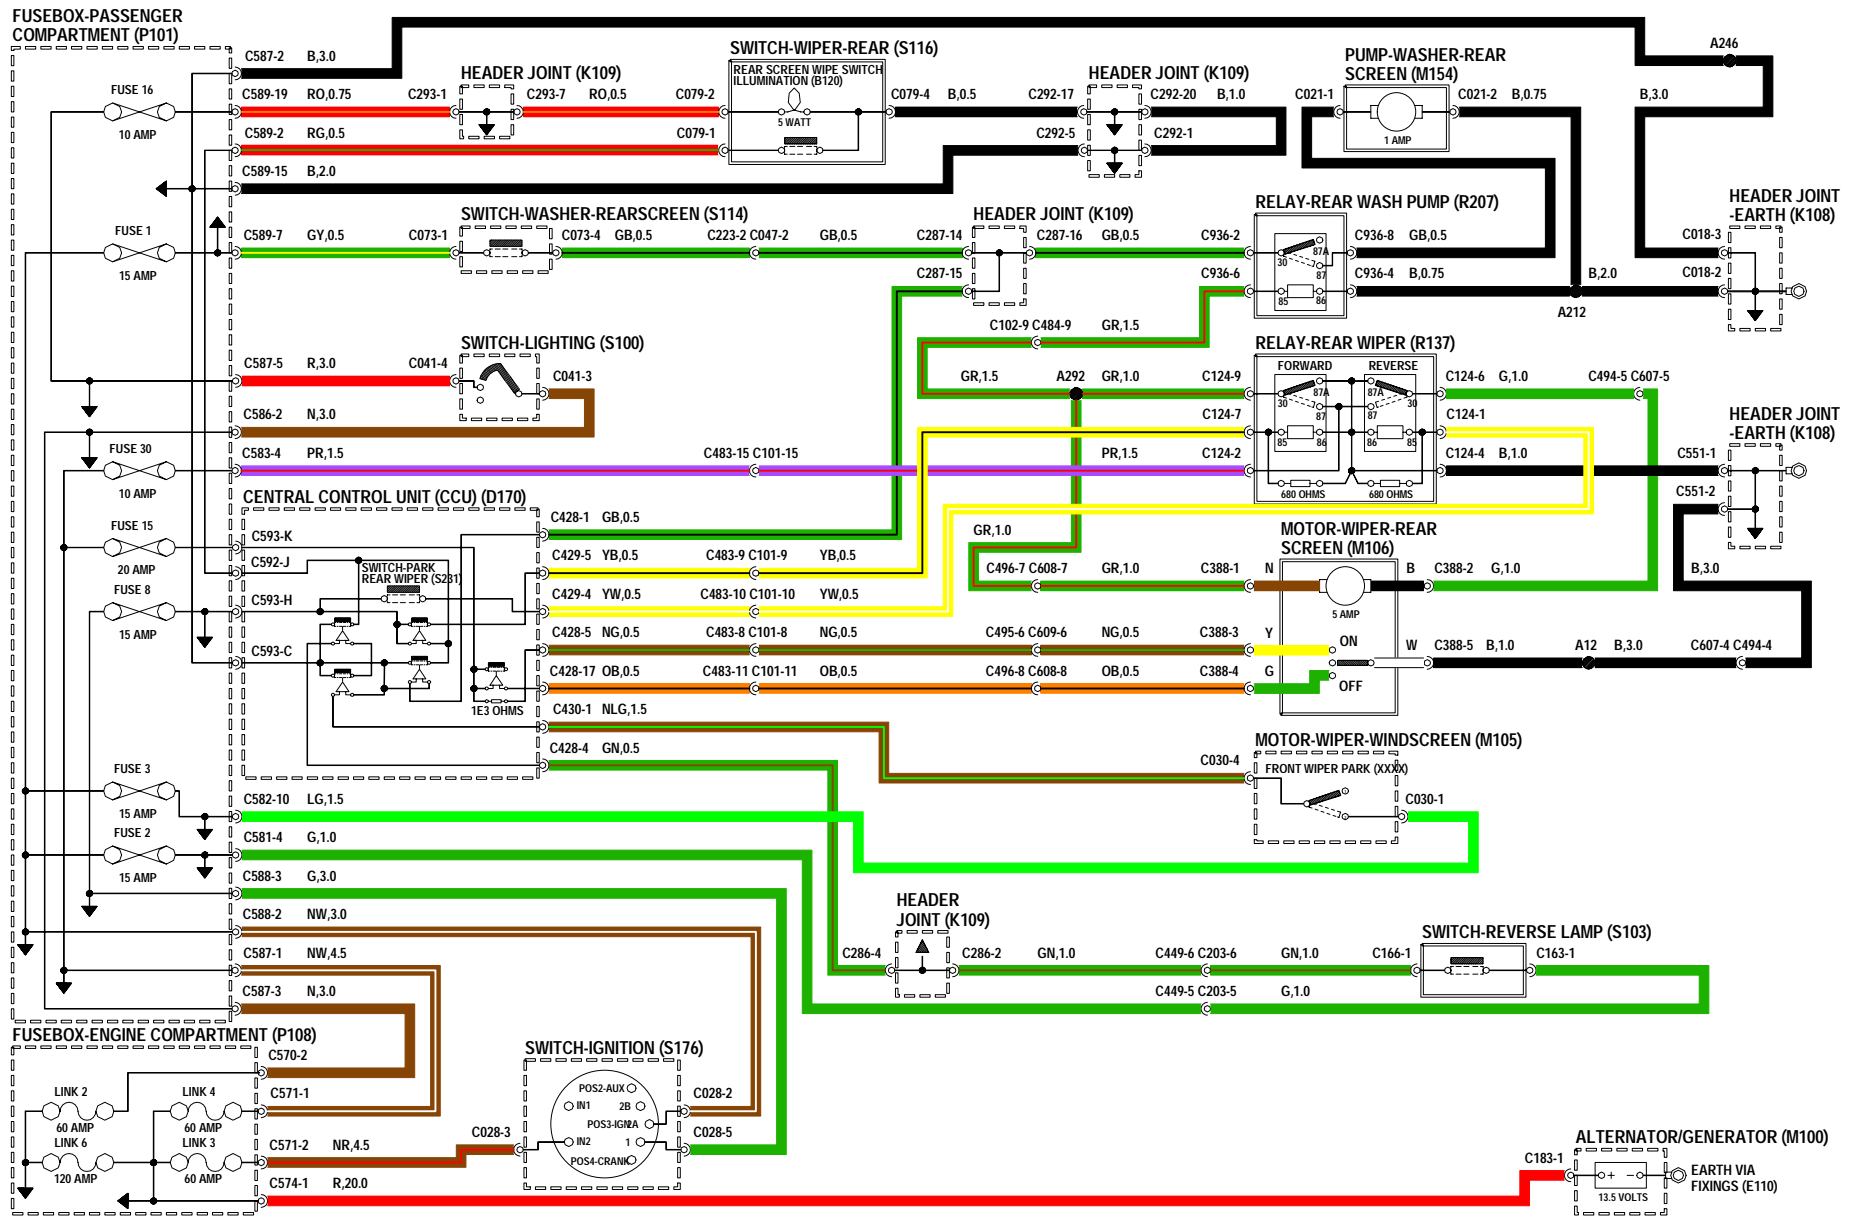 FUSEBOX-PASSENGER
COMPARTMENT (P101)
C587-2 B,3.0
A246
SWITCH-WIPER-REAR (S116)
PUMP-WASHER-REAR
SCREEN (M154)
HEADER JOINT (K109)
REAR SCREEN WIPE SWITCH
ILLUMINATION (B120)
HEADER JOINT (K109)
FUSE 16
10 AMP
C589-19 RO,0.75 C293-1
C293-7 RO,0.5 C079-2
5 WATT
C079-4 B,0.5 C292-17
C292-20 B,1.0
C021-1
1 AMP
C021-2 B,0.75
B,3.0
C589-2 RG,0.5
C079-1
C292-5
C292-1
C589-15 B,2.0
SWITCH-WASHER-REARSCREEN (S114)
HEADER JOINT (K109)
RELAY-REAR WASH PUMP (R207)
HEADER JOINT
-EARTH (K108)
FUSE 1
15 AMP
C589-7 GY,0.5 C073-1
C073-4 GB,0.5 C223-2 C047-2 GB,0.5 C287-14
C287-16 GB,0.5 C936-2
87A
30
87
C936-8 GB,0.5
C018-3
C287-15
C936-6
85 86
C936-4 B,0.75
B,2.0
C018-2
A212
C102-9 C484-9 GR,1.5
SWITCH-LIGHTING (S100)
RELAY-REAR WIPER (R137)
C587-5 R,3.0 C041-4
C041-3
GR,1.5 A292 GR,1.0 C124-9
FORWARD REVERSE
87A 87A
30 87 87 30
C124-6 G,1.0 C494-5 C607-5
HEADER JOINT
-EARTH (K108)
C586-2 N,3.0
C124-7
85 86 86 85
C124-1
FUSE 30
10 AMP
C583-4 PR,1.5 C483-15 C101-15 PR,1.5 C124-2
680 OHMS 680 OHMS
C124-4 B,1.0 C551-1
C551-2
CENTRAL CONTROL UNIT (CCU) (D170)
FUSE 15
20 AMP
C593-K
C428-1 GB,0.5
GR,1.0
MOTOR-WIPER-REAR
SCREEN (M106)
C592-J
SWITCH-PARK
REAR WIPER (S231)
C429-5 YB,0.5 C483-9 C101-9 YB,0.5
C496-7 C608-7 GR,1.0 C388-1
N B
5 AMP
C388-2 G,1.0
B,3.0
FUSE 8
15 AMP
C593-H
C429-4 YW,0.5 C483-10 C101-10 YW,0.5
C593-C
C428-5 NG,0.5 C483-8 C101-8 NG,0.5 C495-6 C609-6 NG,0.5 C388-3
Y ON W
C388-5 B,1.0 A12 B,3.0 C607-4 C494-4
C428-17 OB,0.5 C483-11 C101-11 OB,0.5 C496-8 C608-8 OB,0.5 C388-4
G OFF
1E3 OHMS
C430-1 NLG,1.5
C428-4 GN,0.5
MOTOR-WIPER-WINDSCREEN (M105)
C030-4
FRONT WIPER PARK (XXXX)
C030-1
FUSE 3
15 AMP
C582-10 LG,1.5
FUSE 2
15 AMP
C581-4 G,1.0
C588-3 G,3.0
HEADER
JOINT (K109)
C588-2 NW,3.0
SWITCH-REVERSE LAMP (S103)
C587-1 NW,4.5
C286-4
C286-2 GN,1.0 C449-6 C203-6 GN,1.0 C166-1
C163-1
C587-3 N,3.0
C449-5 C203-5 G,1.0
FUSEBOX-ENGINE COMPARTMENT (P108)
C570-2
SWITCH-IGNITION (S176)
LINK 2
60 AMP
LINK 4
60 AMP
C571-1
POS2-AUX
IN1 2B
POS3-IGN 2A
IN2 1
POS4-CRANK
C028-2
C028-3
C028-5
LINK 6
120 AMP
LINK 3
60 AMP
C571-2 NR,4.5
C574-1 R,20.0
ALTERNATOR/GENERATOR (M100)
C183-1
+ -
13.5 VOLTS
EARTH VIA
FIXINGS (E110)